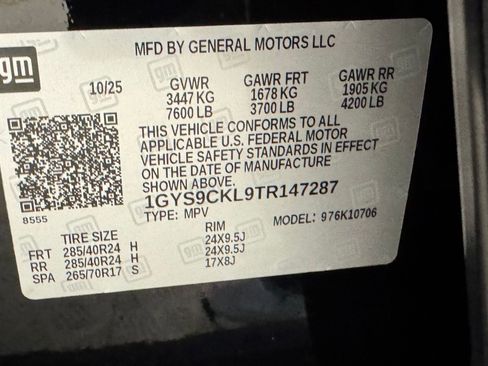 gm
MFD BY GENERAL MOTORS LLC
10/25 GVWR GAWR FRT GAWR RR
3447 KG 1678 KG 1905 KG
7600 LB 3700 LB 4200 LB
THIS VEHICLE CONFORMS TO ALL
APPLICABLE U.S. FEDERAL MOTOR
VEHICLE SAFETY STANDARDS IN EFFECT
ON THE DATE OF MANUFACTURE
SHOWN ABOVE.
8555
1GYS9CKL9TR147287
TYPE: MPV MODEL: 976K10706
TIRE SIZE RIM
FRT 285/40R24 H 24X9.5J
RR 285/40R24 H 24X9.5J
SPA 265/70R17 S 17X8J